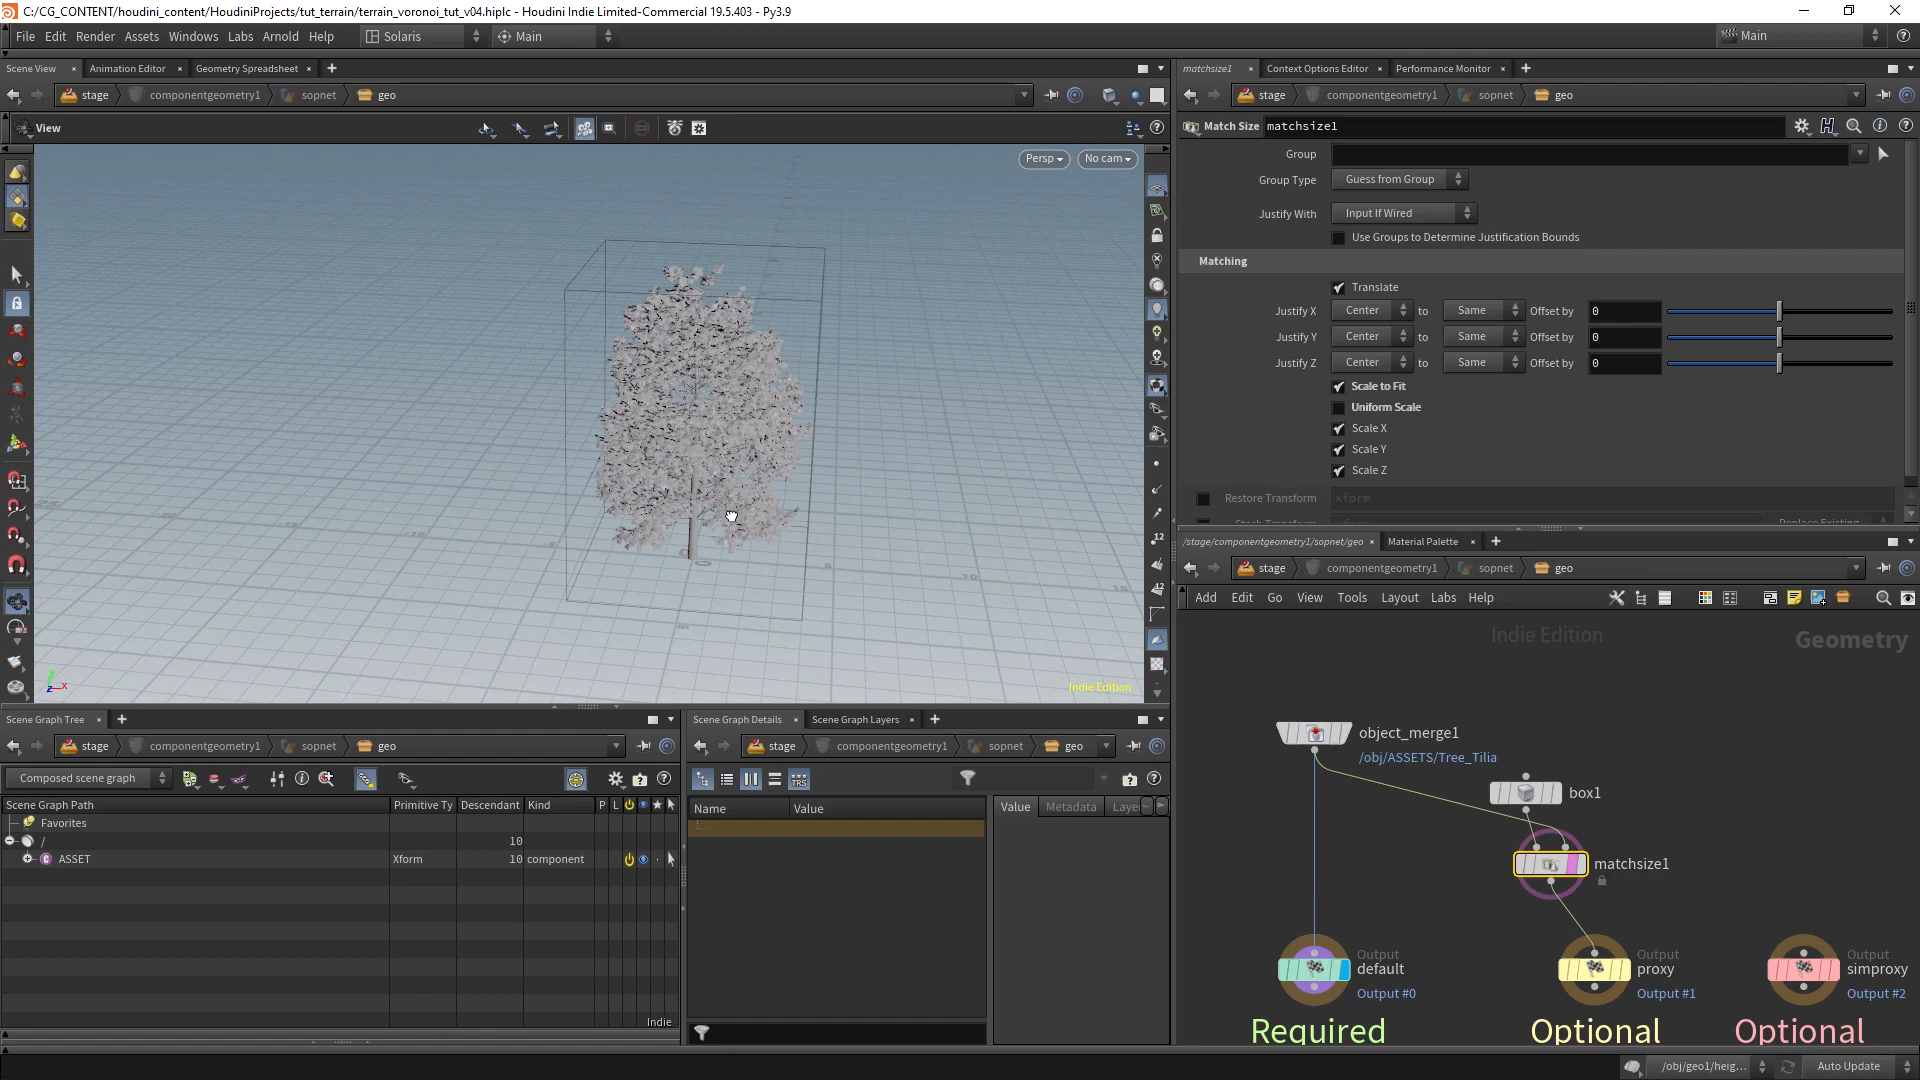 C:/CG_CONTENT/houdini_content/HoudiniProjects/tut_terrain/terrain_voronoi_tut_v04.hiplc - Houdini Indie Limited-Commercial 19.5.403 - Py3.9
File Edit Render Assets Windows Labs Arnold Help Solaris Main Main
Scene View Animation Editor Geometry Spreadsheet
stage componentgeometry1 sopnet geo
View
Persp No cam
Indie Edition
matchsize1 Context Options Editor Performance Monitor
stage componentgeometry1 sopnet geo
Match Size matchsize1
Group
Group Type Guess from Group
Justify With Input If Wired
Use Groups to Determine Justification Bounds
Matching
Translate
Justify X Center to Same Offset by 0
Justify Y Center to Same Offset by 0
Justify Z Center to Same Offset by 0
Scale to Fit
Uniform Scale
Scale X
Scale Y
Scale Z
Restore Transform xform
/stage/componentgeometry1/sopnet/geo Material Palette
stage componentgeometry1 sopnet geo
Add Edit Go View Tools Layout Labs Help
Indie Edition
Geometry
object_merge1
/obj/ASSETS/Tree_Tilia
box1
matchsize1
Output Output Output
default proxy simproxy
Output #0 Output #1 Output #2
Required Optional Optional
Scene Graph Tree
stage componentgeometry1 sopnet geo
Composed scene graph
Scene Graph Path Primitive Ty Descendant Kind P L
Favorites
/ 10
ASSET Xform 10 component
Indie
Scene Graph Details Scene Graph Layers
stage componentgeometry1 sopnet geo
Name Value
Value Metadata Laye
/obj/geo1/heig... Auto Update